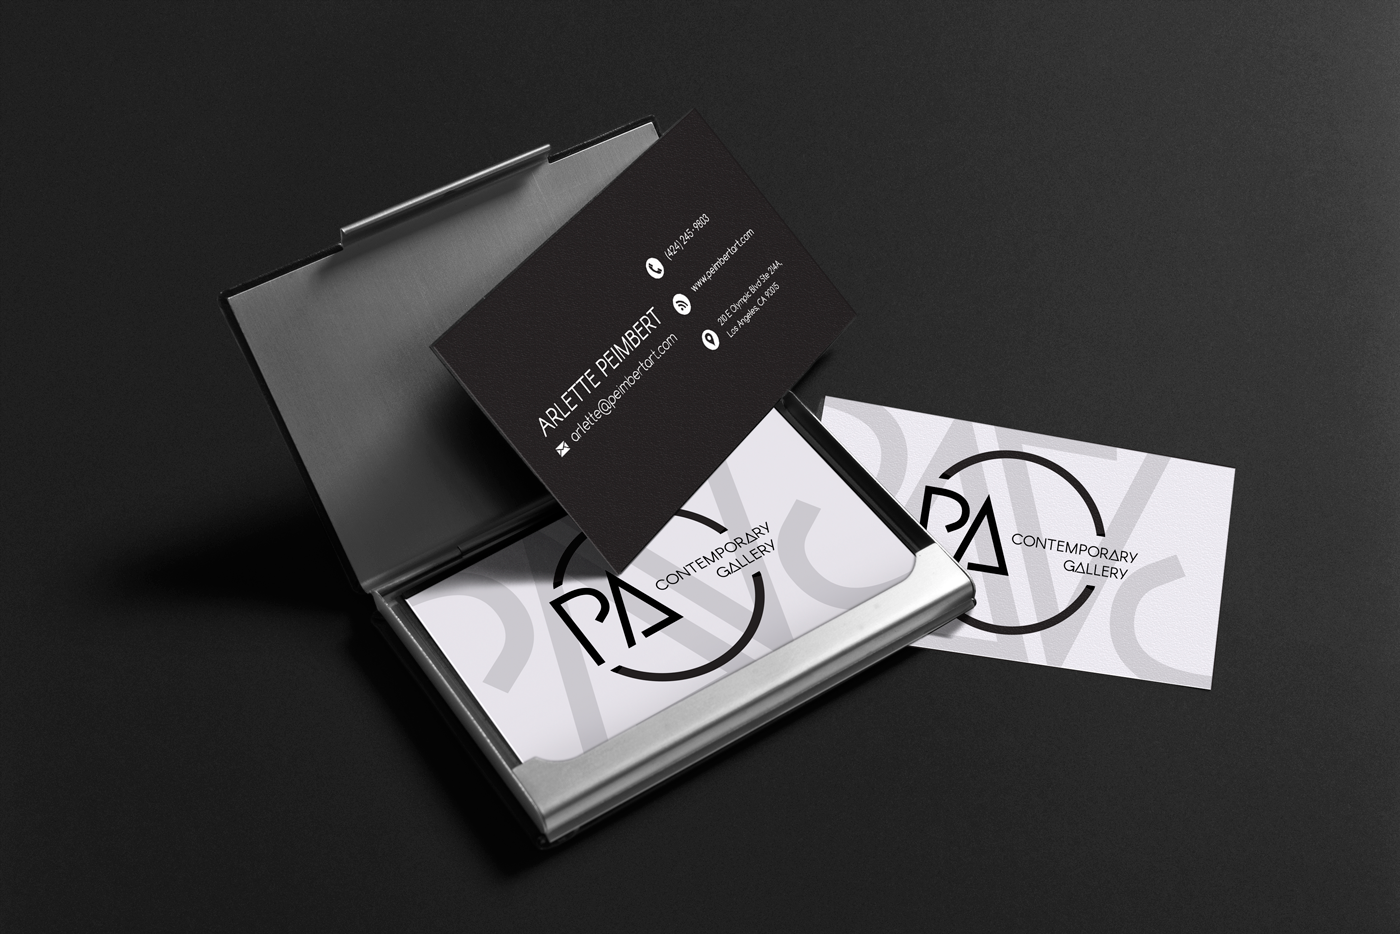 (424) 245-9803
www.peimbertart.com
210 E Olympic Blvd Ste 214A,
Los Angeles, CA 90015
ARLETTE PEIMBERT
arlette@peimbertart.com
PA CONTEMPORARY
GALLERY
PA CONTEMPORARY
GALLERY